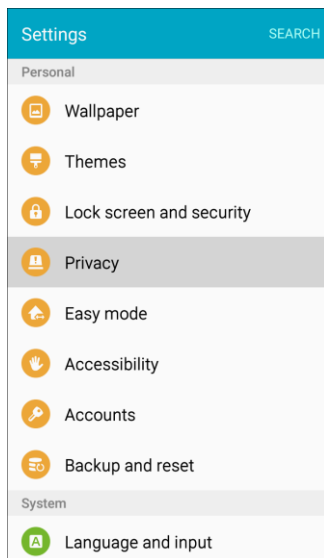 Settings
SEARCH
Personal
Wallpaper
Themes
Lock screen and security
Privacy
Easy mode
Accessibility
Accounts
Backup and reset
System
A
Language and input